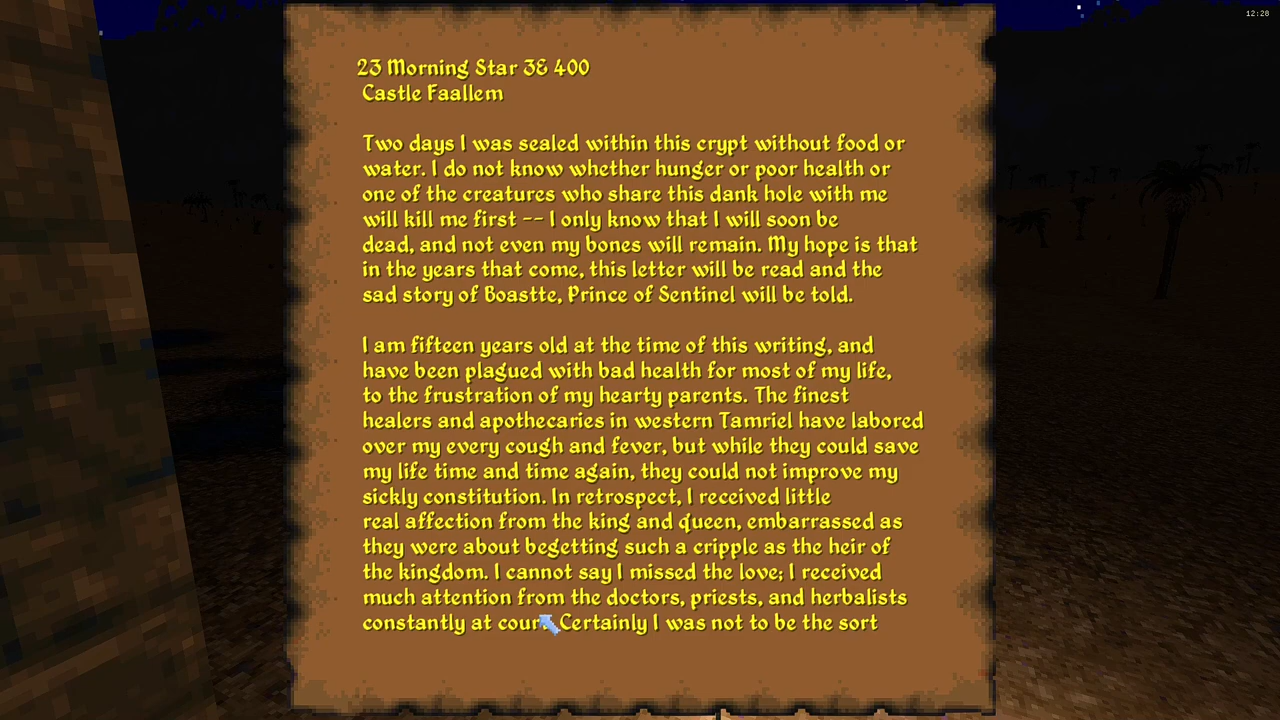 12:28
23 Morning Star 3E 400
Castle Faallem
Two days I was sealed within this crypt without food or
water. I do not know whether hunger or poor health or
one of the creatures who share this dank hole with me
will kill me first -- I only know that I will soon be
dead, and not even my bones will remain. My hope is that
in the years that come, this letter will be read and the
sad story of Boastte, Prince of Sentinel will be told.
I am fifteen years old at the time of this writing, and
have been plagued with bad health for most of my life,
to the frustration of my hearty parents. The finest
healers and apothecaries in western Tamriel have labored
over my every cough and fever, but while they could save
my life time and time again, they could not improve my
sickly constitution. In retrospect, I received little
real affection from the king and queen, embarrassed as
they were about begetting such a cripple as the heir of
the kingdom. I cannot say I missed the love; I received
much attention from the doctors, priests, and herbalists
constantly at court. Certainly I was not to be the sort